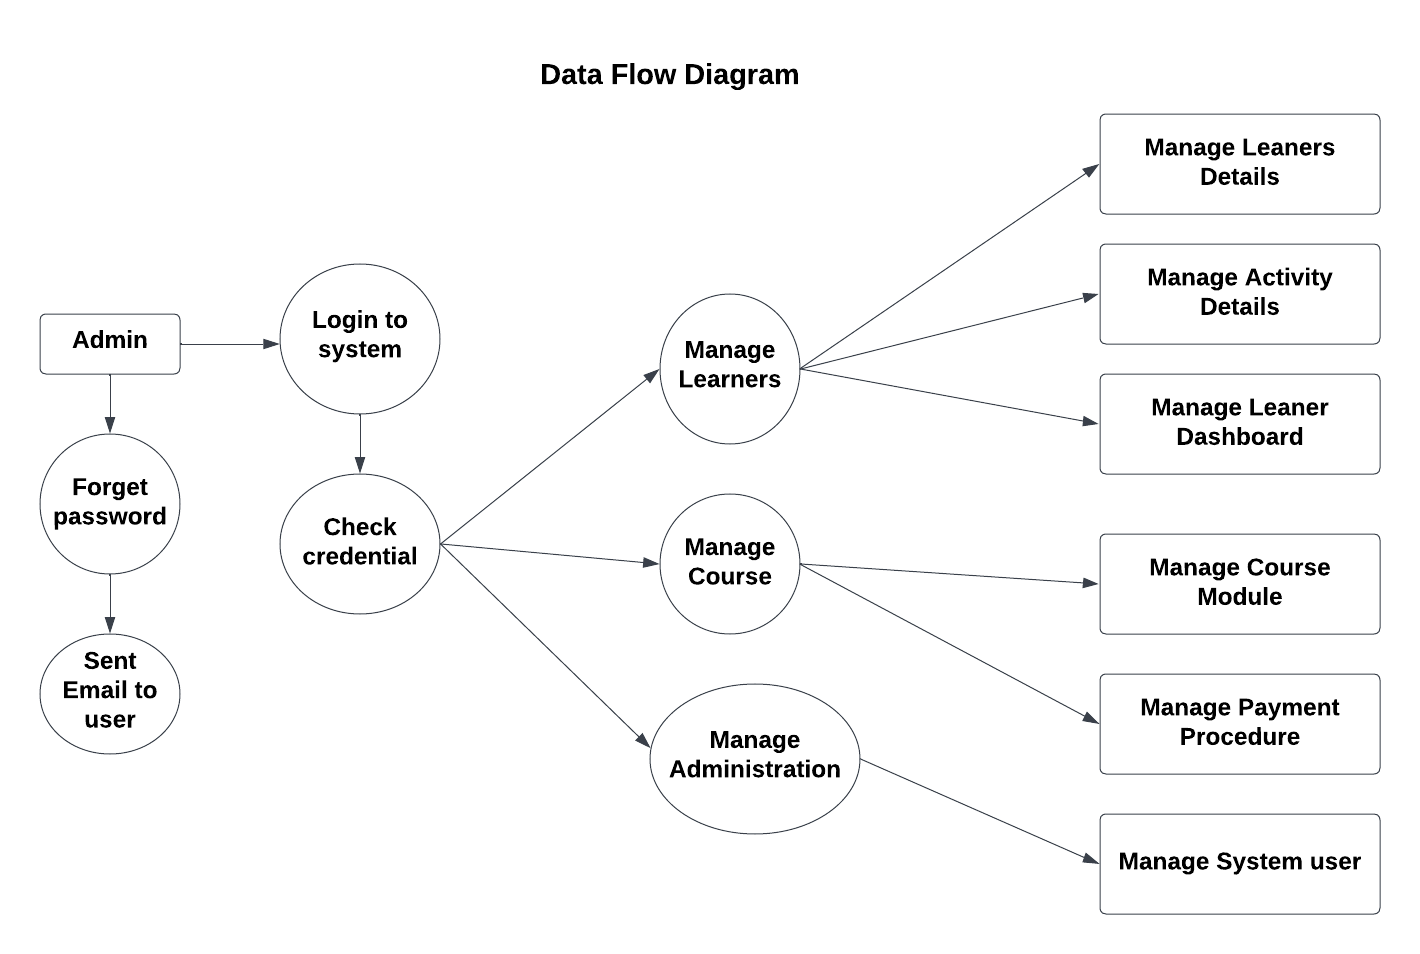 Data Flow Diagram
Admin
Forget
password
Sent
Email to
user
Login to
system
Check
credential
Manage
Learners
Manage
Course
Manage
Administration
Manage Leaners
Details
Manage Activity
Details
Manage Leaner
Dashboard
Manage Course
Module
Manage Payment
Procedure
Manage System user